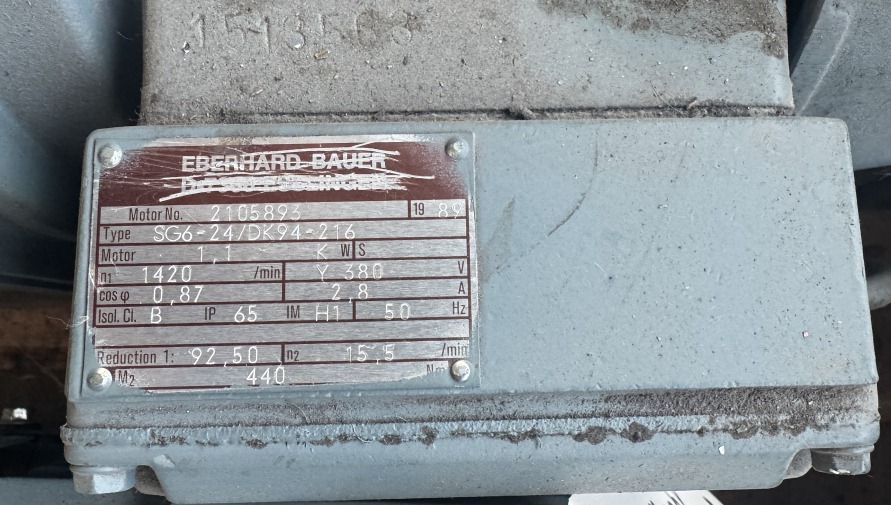 1513563
EBERHARD BAUER
Motor No. 2105893 19 89
Type SG6-24/DK94-216
Motor 1,1 K W S
n1 1420 /min Y 380 V
cos φ 0,87 2,8 A
Isol. Cl. B IP 65 IM H1 50 Hz
Reduction 1: 92,50 n2 15,5 /min
M2 440 Nm